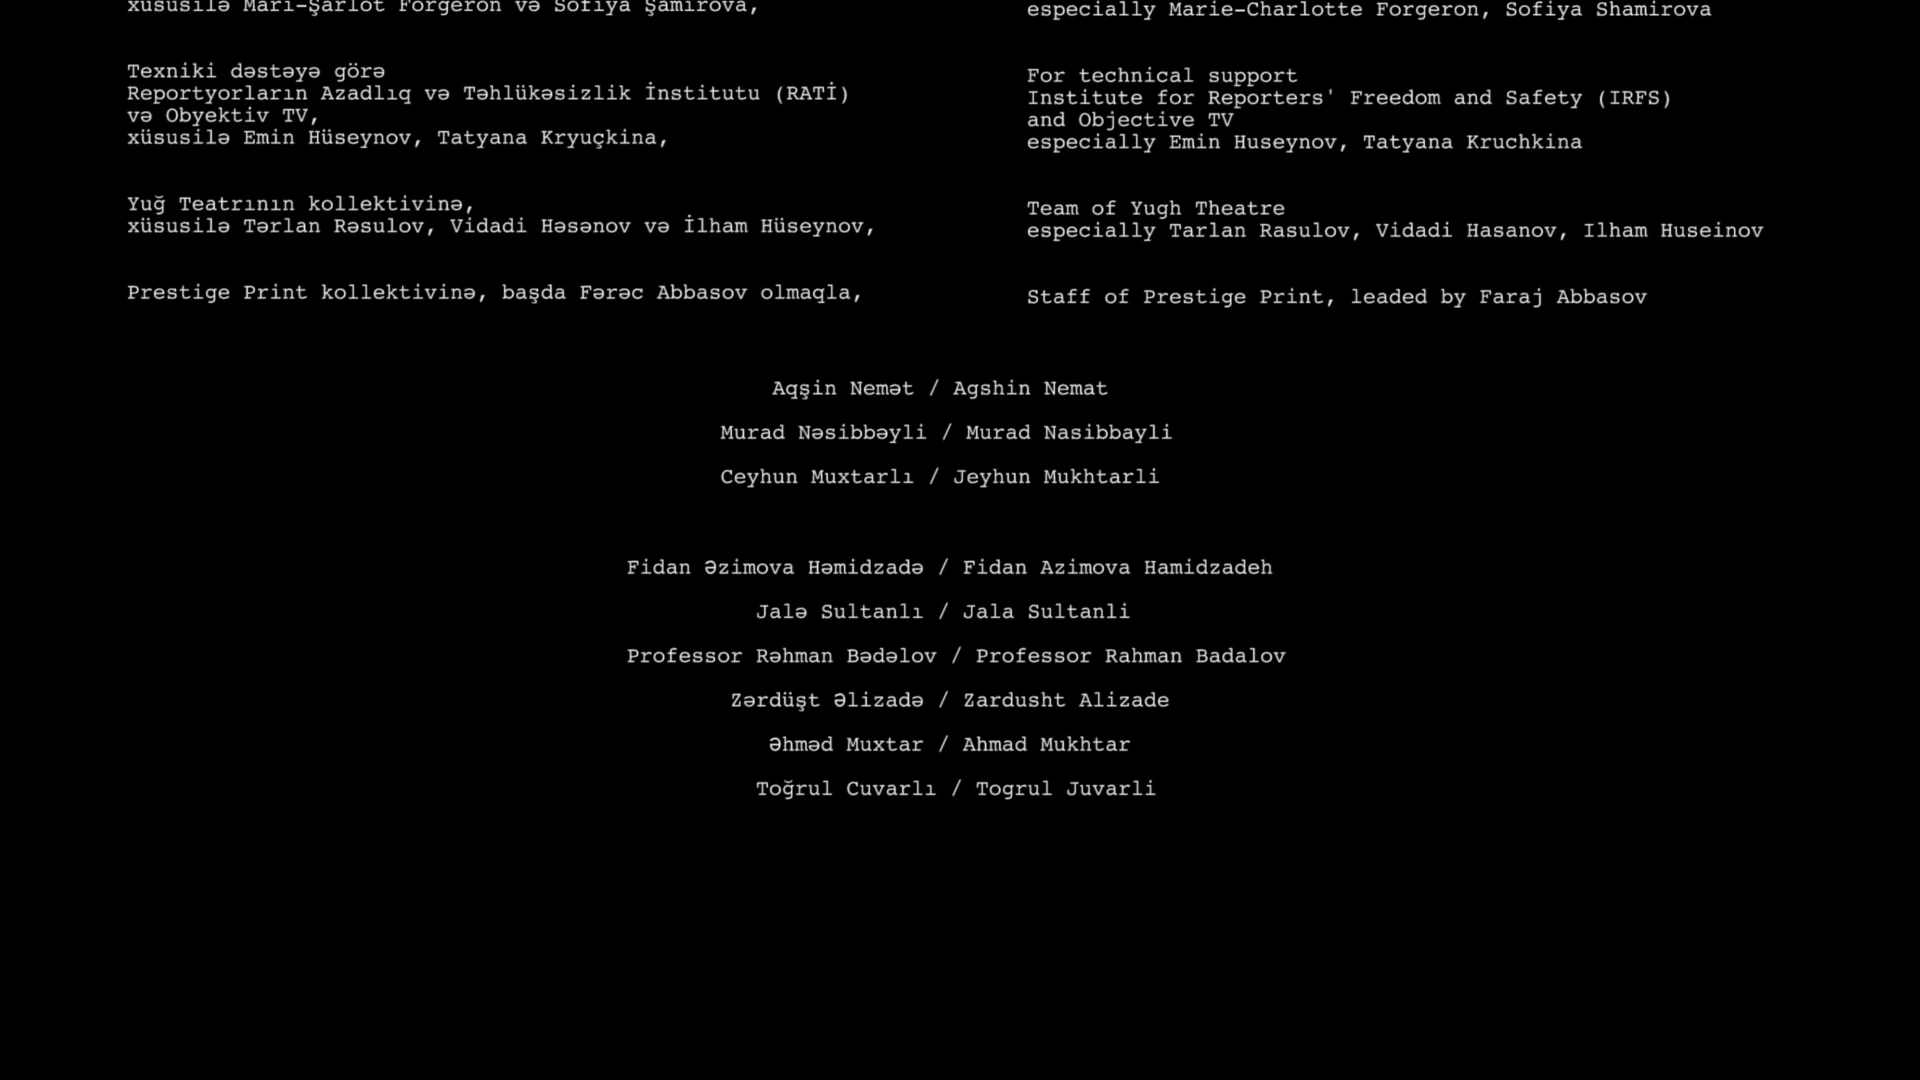 xüsusilə Mari-Şarlot Forgeron və Sofiya Şamirova,
Texniki dəstəyə görə
Reportyorların Azadlıq və Təhlükəsizlik İnstitutu (RATİ)
və Obyektiv TV,
xüsusilə Emin Hüseynov, Tatyana Kryuçkina,
Yuğ Teatrının kollektivinə,
xüsusilə Tərlan Rəsulov, Vidadi Həsənov və İlham Hüseynov,
Prestige Print kollektivinə, başda Fərəc Abbasov olmaqla,
especially Marie-Charlotte Forgeron, Sofiya Shamirova
For technical support
Institute for Reporters' Freedom and Safety (IRFS)
and Objective TV
especially Emin Huseynov, Tatyana Kruchkina
Team of Yugh Theatre
especially Tarlan Rasulov, Vidadi Hasanov, Ilham Huseinov
Staff of Prestige Print, leaded by Faraj Abbasov
Aqşin Nemət / Agshin Nemat
Murad Nəsibbəyli / Murad Nasibbayli
Ceyhun Muxtarlı / Jeyhun Mukhtarli
Fidan Əzimova Həmidzadə / Fidan Azimova Hamidzadeh
Jalə Sultanlı / Jala Sultanli
Professor Rəhman Bədəlov / Professor Rahman Badalov
Zərdüşt Əlizadə / Zardusht Alizade
Əhməd Muxtar / Ahmad Mukhtar
Toğrul Cuvarlı / Togrul Juvarli